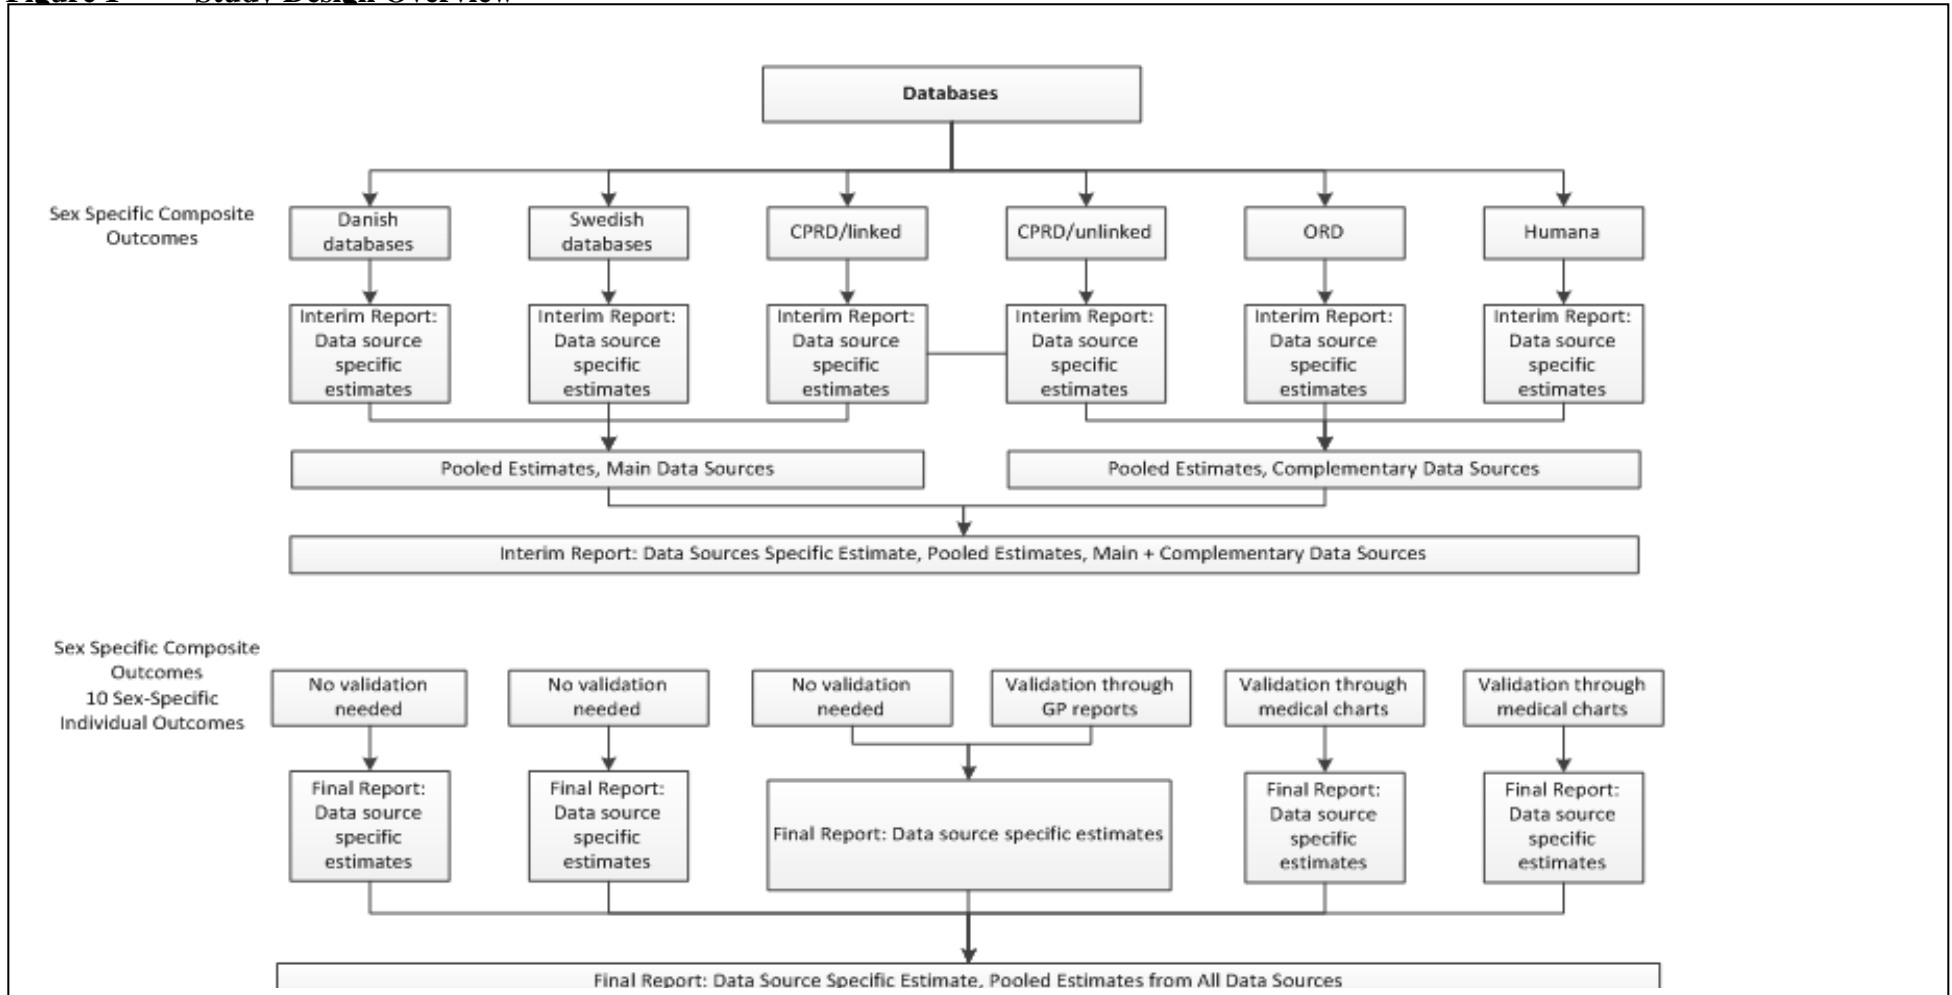 Figure 1 Study Design Overview
Databases
Sex Specific Composite
Outcomes
Danish
databases
Swedish
databases
CPRD/linked
CPRD/unlinked
ORD
Humana
Interim Report:
Data source
specific
estimates
Interim Report:
Data source
specific
estimates
Interim Report:
Data source
specific
estimates
Interim Report:
Data source
specific
estimates
Interim Report:
Data source
specific
estimates
Interim Report:
Data source
specific
estimates
Pooled Estimates, Main Data Sources
Pooled Estimates, Complementary Data Sources
Interim Report: Data Sources Specific Estimate, Pooled Estimates, Main + Complementary Data Sources
Sex Specific Composite
Outcomes
10 Sex-Specific
Individual Outcomes
No validation
needed
No validation
needed
No validation
needed
Validation through
GP reports
Validation through
medical charts
Validation through
medical charts
Final Report:
Data source
specific
estimates
Final Report:
Data source
specific
estimates
Final Report: Data source specific estimates
Final Report:
Data source
specific
estimates
Final Report:
Data source
specific
estimates
Final Report: Data Source Specific Estimate, Pooled Estimates from All Data Sources